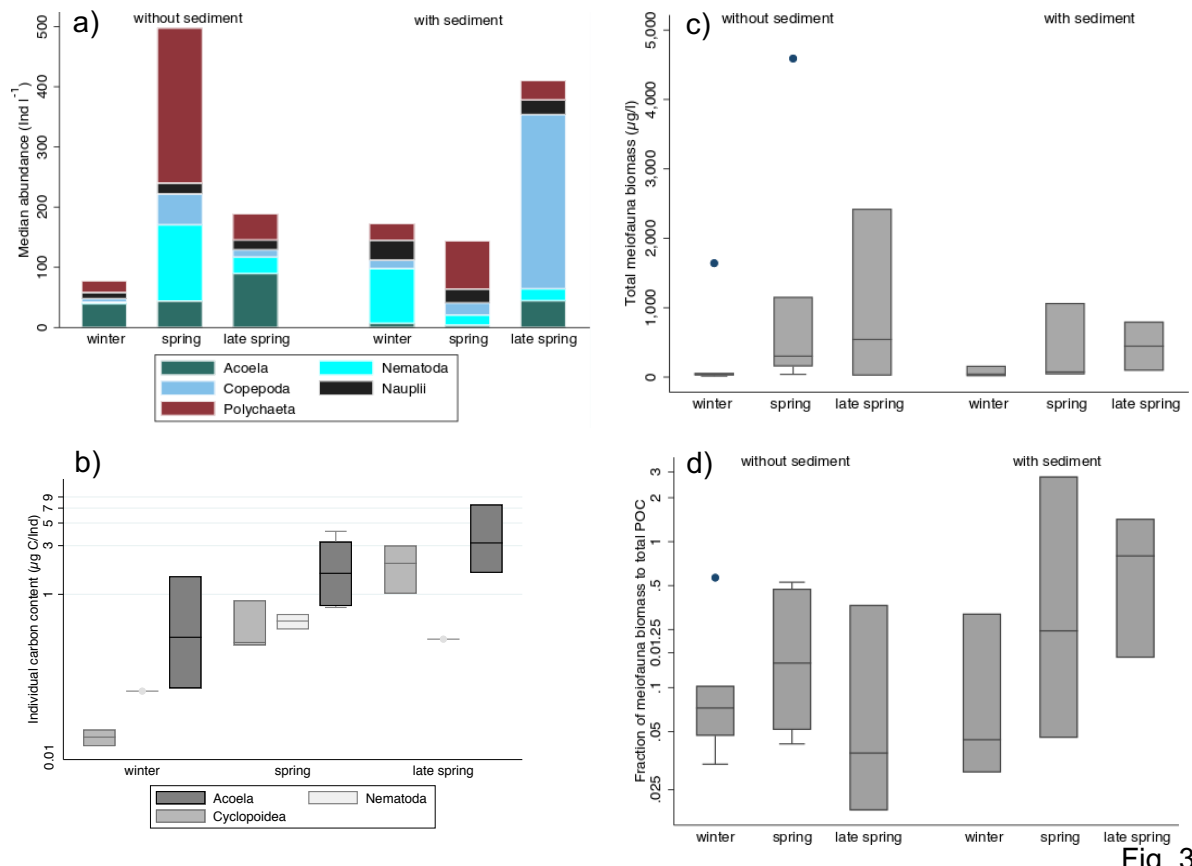 a)
without sediment
with sediment
Median abundance (Ind l⁻¹)
500
400
300
200
100
0
winter
spring
late spring
winter
spring
late spring
Acoela
Nematoda
Copepoda
Nauplii
Polychaeta
c)
without sediment
with sediment
Total meiofauna biomass (µg/l)
5,000
4,000
3,000
2,000
1,000
0
winter
spring
late spring
winter
spring
late spring
b)
Individual carbon content (µg C/Ind)
9
7
5
3
1
0.01
winter
spring
late spring
Acoela
Nematoda
Cyclopoidea
d)
without sediment
with sediment
Fraction of meiofauna biomass to total POC
3
2
1
.5
0.01.25
.1
.05
.025
winter
spring
late spring
winter
spring
late spring
Fig. 3